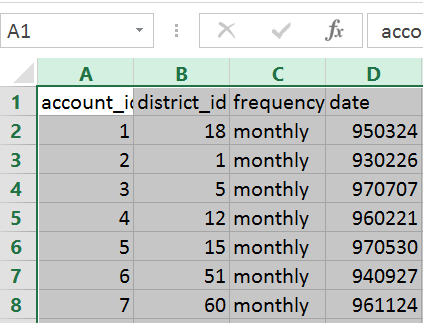 A1 fx acco
A B C D
1 account_id district_id frequency date
2 1 18 monthly 950324
3 2 1 monthly 930226
4 3 5 monthly 970707
5 4 12 monthly 960221
6 5 15 monthly 970530
7 6 51 monthly 940927
8 7 60 monthly 961124